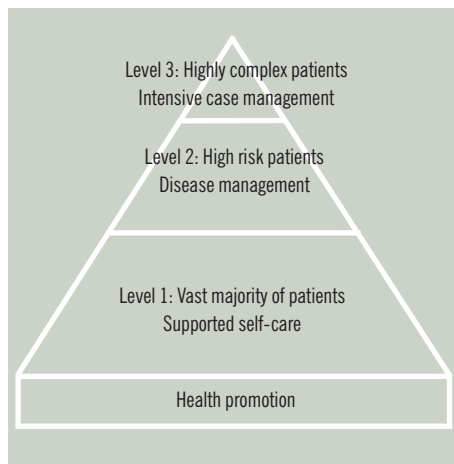 Level 3: Highly complex patients
Intensive case management
Level 2: High risk patients
Disease management
Level 1: Vast majority of patients
Supported self-care
Health promotion